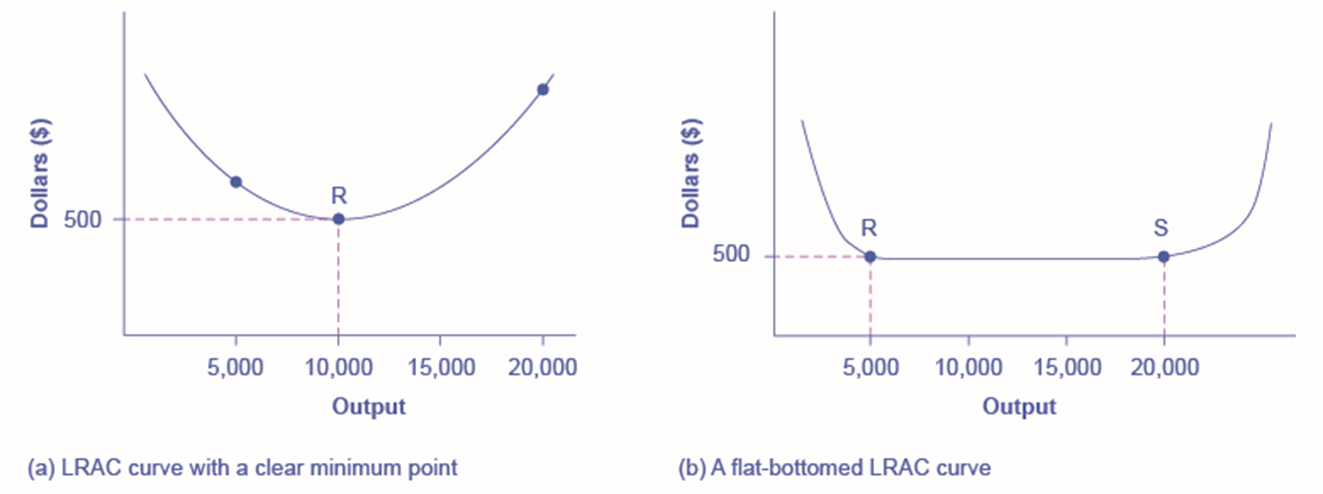 Dollars ($)
500
R
5,000 10,000 15,000 20,000
Output
(a) LRAC curve with a clear minimum point
Dollars ($)
500
R S
5,000 10,000 15,000 20,000
Output
(b) A flat-bottomed LRAC curve